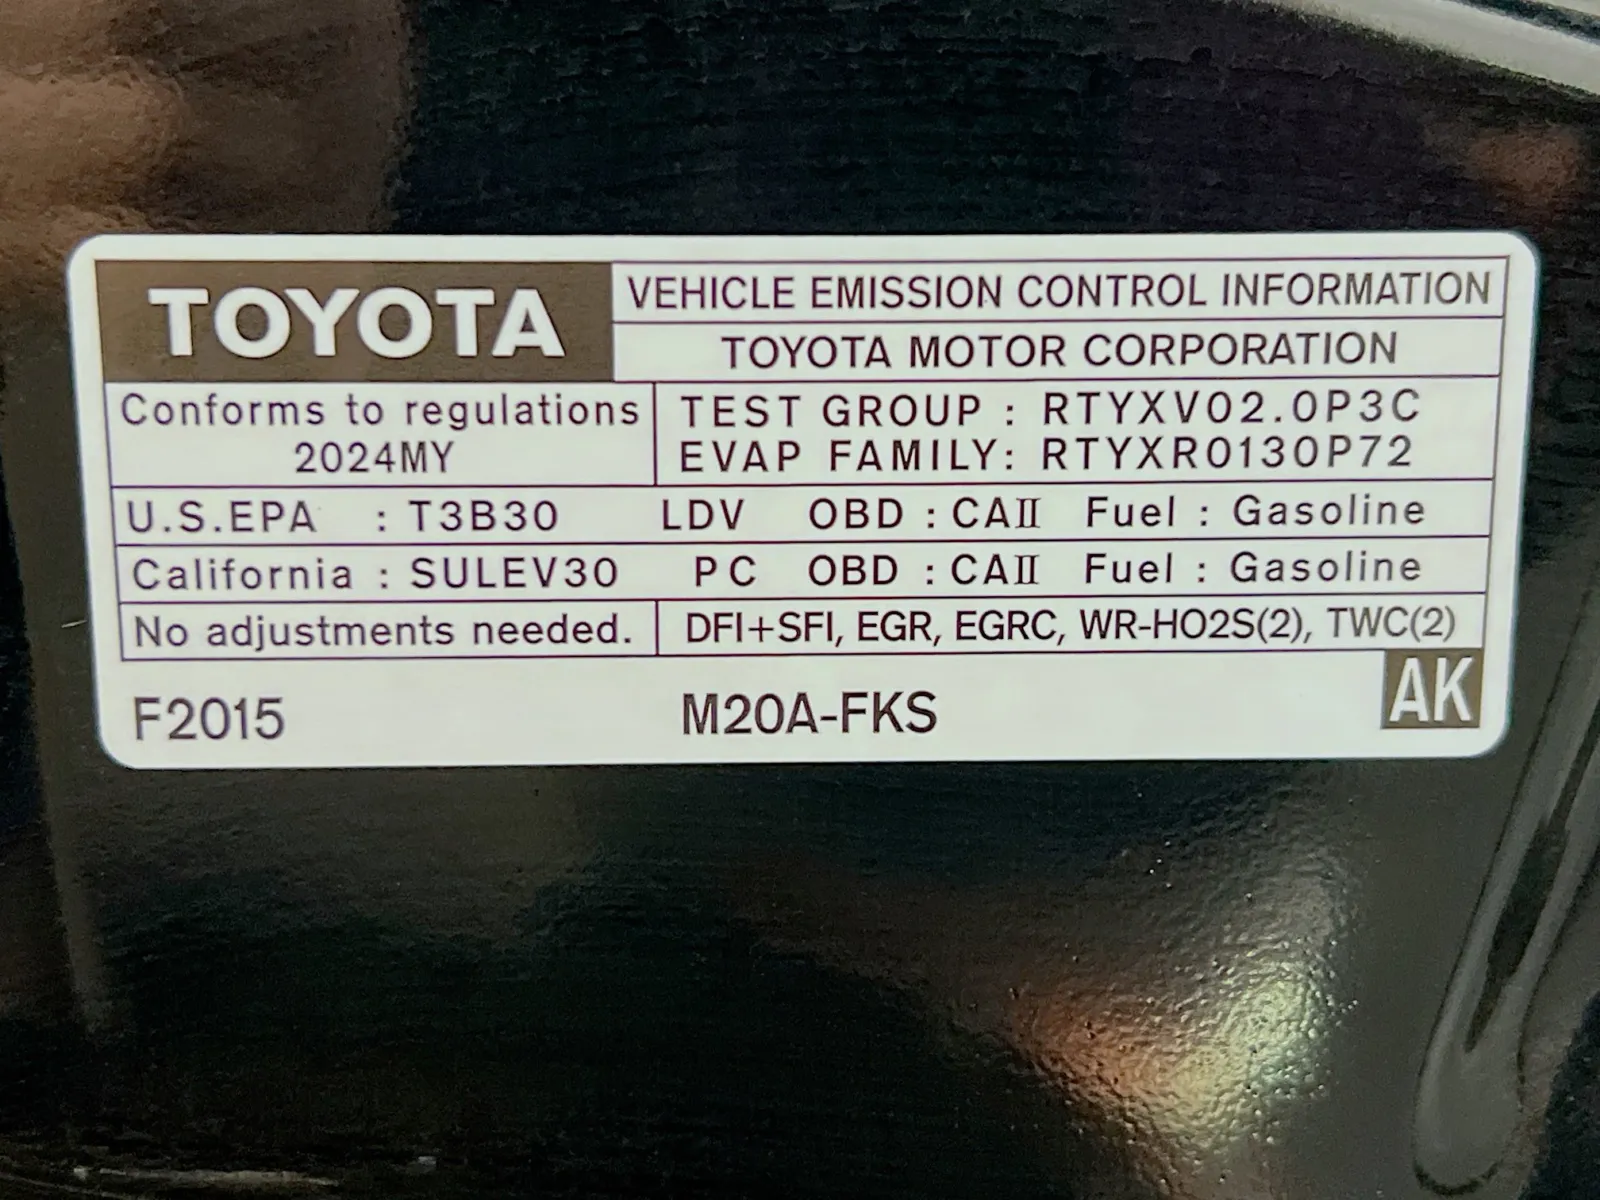 TOYOTA
VEHICLE EMISSION CONTROL INFORMATION
TOYOTA MOTOR CORPORATION
Conforms to regulations
2024MY
TEST GROUP : RTYXV02.0P3C
EVAP FAMILY: RTYXR0130P72
U.S.EPA : T3B30 LDV OBD : CAII Fuel : Gasoline
California : SULEV30 PC OBD : CAII Fuel : Gasoline
No adjustments needed.
DFI+SFI, EGR, EGRC, WR-HO2S(2), TWC(2)
F2015
M20A-FKS
AK